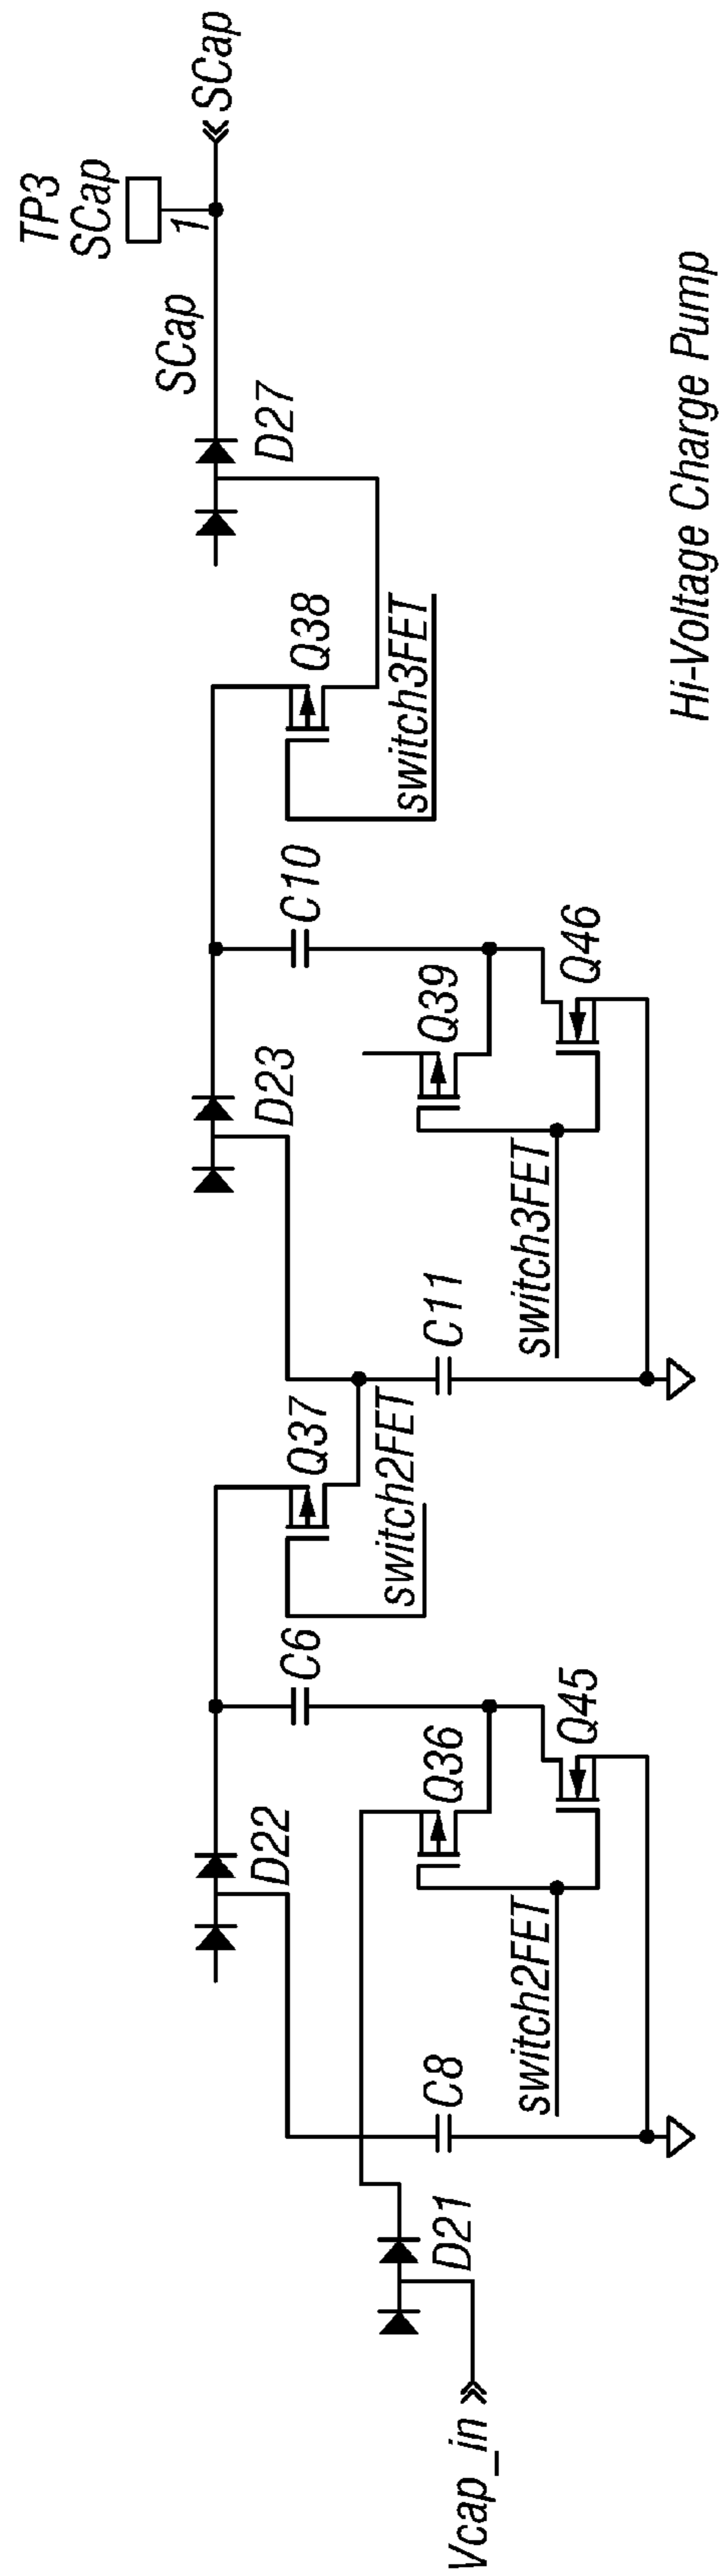 Vcap_in
D21
C8
D22
switch2FET
Q36
Q45
C6
Q37
switch2FET
C11
D23
switch3FET
Q39
Q46
C10
Q38
switch3FET
D27
SCap
TP3
SCap
1
SCap
Hi-Voltage Charge Pump